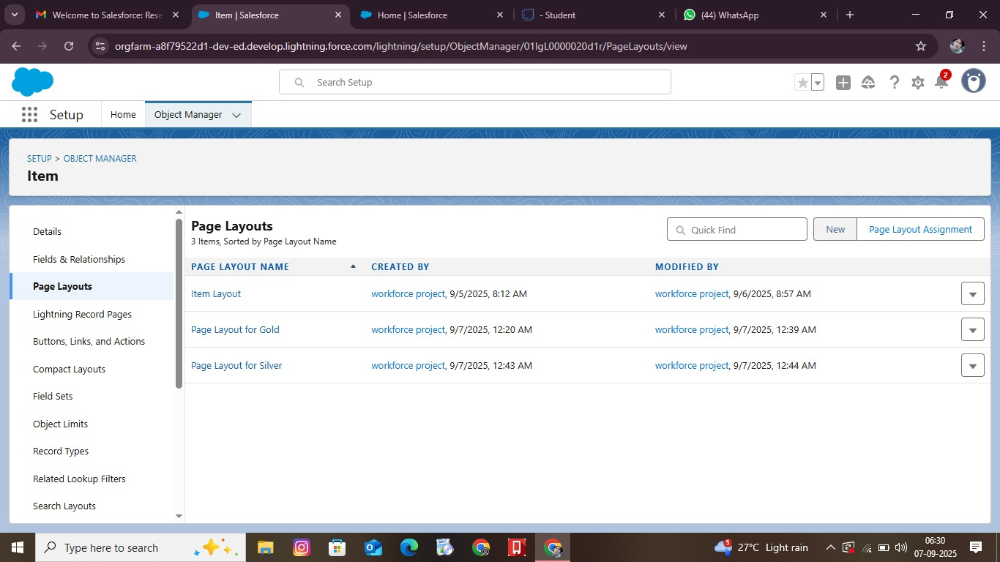 Welcome to Salesforce: Rese
Item | Salesforce
Home | Salesforce
- Student
(44) WhatsApp
orgfarm-a8f79522d1-dev-ed.develop.lightning.force.com/lightning/setup/ObjectManager/01IgL0000020d1r/PageLayouts/view
Search Setup
2
Setup
Home
Object Manager
SETUP > OBJECT MANAGER
Item
Details
Fields & Relationships
Page Layouts
Lightning Record Pages
Buttons, Links, and Actions
Compact Layouts
Field Sets
Object Limits
Record Types
Related Lookup Filters
Search Layouts
Page Layouts
3 Items, Sorted by Page Layout Name
Quick Find
New
Page Layout Assignment
PAGE LAYOUT NAME CREATED BY MODIFIED BY
Item Layout workforce project, 9/5/2025, 8:12 AM workforce project, 9/6/2025, 8:57 AM
Page Layout for Gold workforce project, 9/7/2025, 12:20 AM workforce project, 9/7/2025, 12:39 AM
Page Layout for Silver workforce project, 9/7/2025, 12:43 AM workforce project, 9/7/2025, 12:44 AM
Type here to search
5
27°C Light rain
06:30
07-09-2025